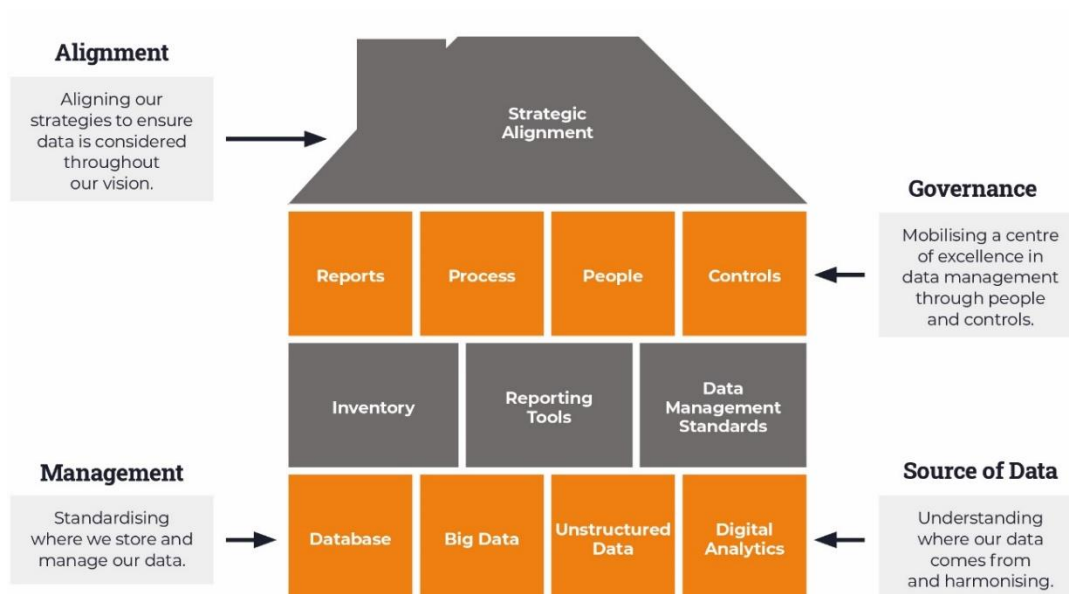 Alignment
Aligning our
strategies to ensure
data is considered
throughout
our vision.
Strategic
Alignment
Governance
Mobilising a centre
of excellence in
data management
through people
and controls.
Reports
Process
People
Controls
Inventory
Reporting
Tools
Data
Management
Standards
Management
Standardising
where we store and
manage our data.
Database
Big Data
Unstructured
Data
Digital
Analytics
Source of Data
Understanding
where our data
comes from
and harmonising.